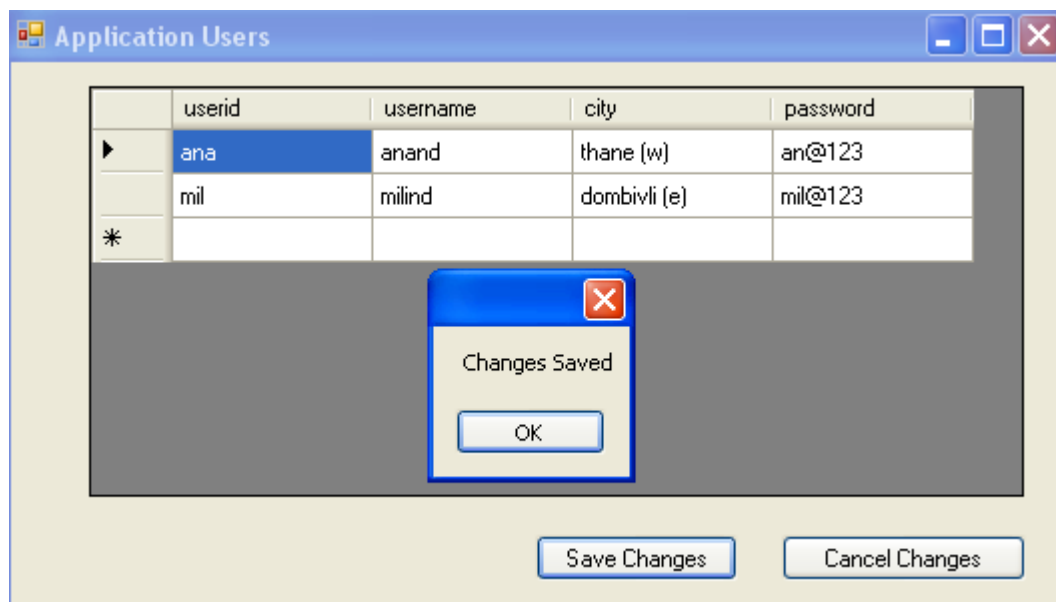 Application Users
userid username city password
ana anand thane (w) an@123
mil milind dombivli (e) mil@123
Changes Saved
OK
Save Changes Cancel Changes